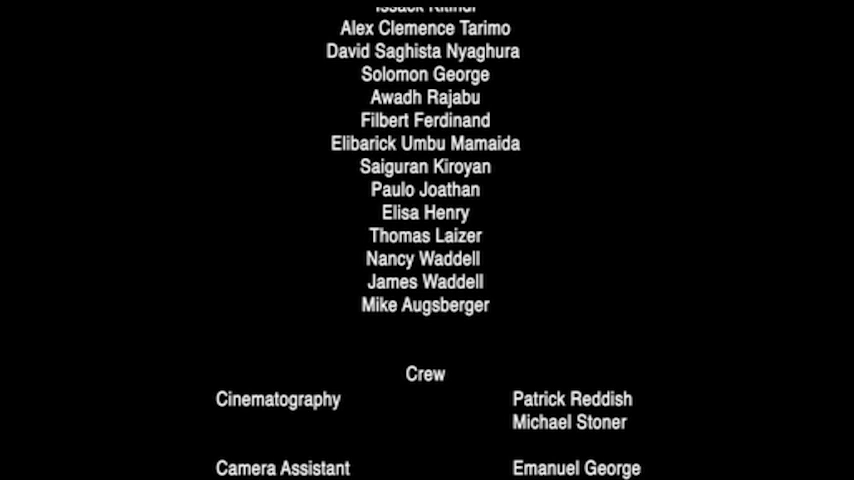 Alex Clemence Tarimo
David Saghista Nyaghura
Solomon George
Awadh Rajabu
Filbert Ferdinand
Elibarick Umbu Mamaida
Saiguran Kiroyan
Paulo Joathan
Elisa Henry
Thomas Laizer
Nancy Waddell
James Waddell
Mike Augsberger
Crew
Cinematography Patrick Reddish
Michael Stoner
Camera Assistant Emanuel George